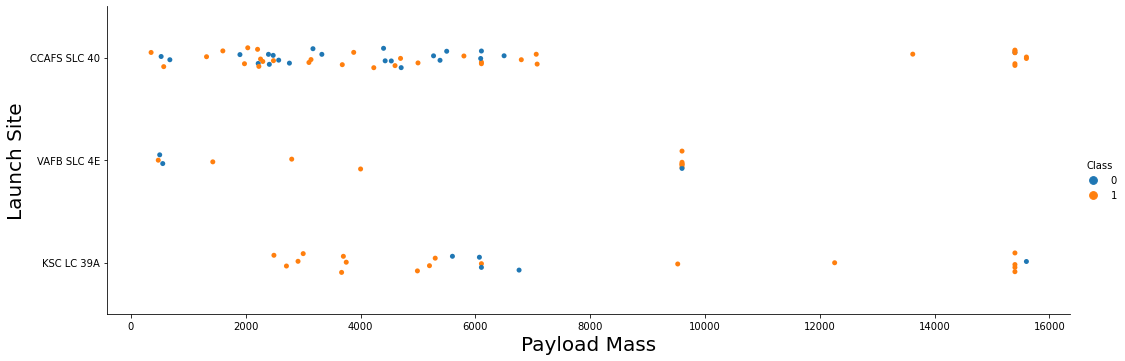 Launch Site
CCAFS SLC 40
VAFB SLC 4E
KSC LC 39A
0 2000 4000 6000 8000 10000 12000 14000 16000
Payload Mass
Class
0
1